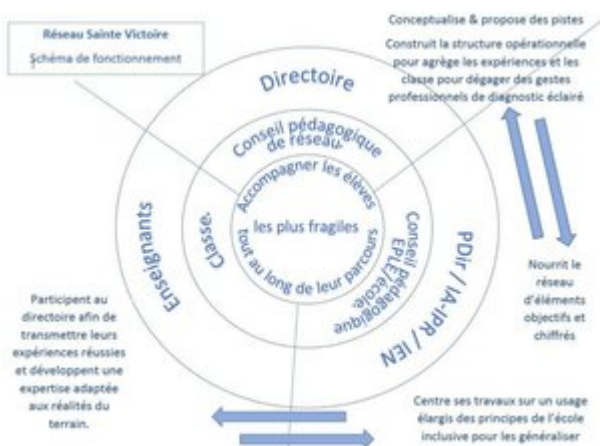 Réseau Sainte Victoire
Schéma de fonctionnement
Conceptualise & propose des pistes
Construit la structure opérationnelle
pour agrège les expériences et les
classe pour dégager des gestes
professionnels de diagnostic éclairé
Directoire
Conseil pédagogique
de réseau.
Accompagner les élèves
les plus fragiles
tout au long de leur parcours
Classe.
Enseignants
Conseil pédagogique
EPLE/école.
PDir / IA-IPR / IEN
Nourrit le
réseau
d'éléments
objectifs et
chiffrés
Participent au
directoire afin de
transmettre leurs
expériences réussies
et développent une
expertise adaptée
aux réalités du
terrain.
Centre ses travaux sur un usage
élargis des principes de l'école
inclusive pour les généraliser